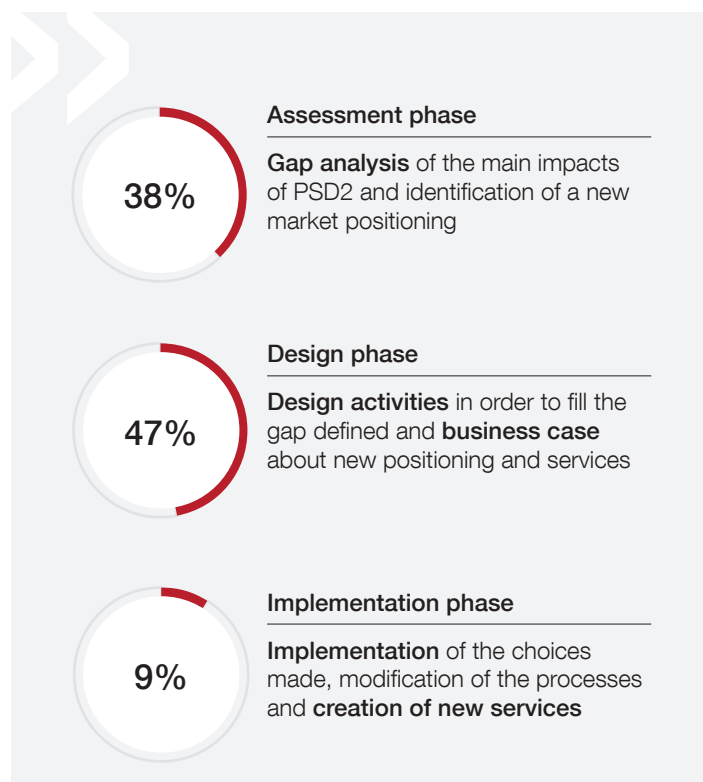 Assessment phase
38%
Gap analysis of the main impacts
of PSD2 and identification of a new
market positioning
Design phase
47%
Design activities in order to fill the
gap defined and business case
about new positioning and services
Implementation phase
9%
Implementation of the choices
made, modification of the processes
and creation of new services